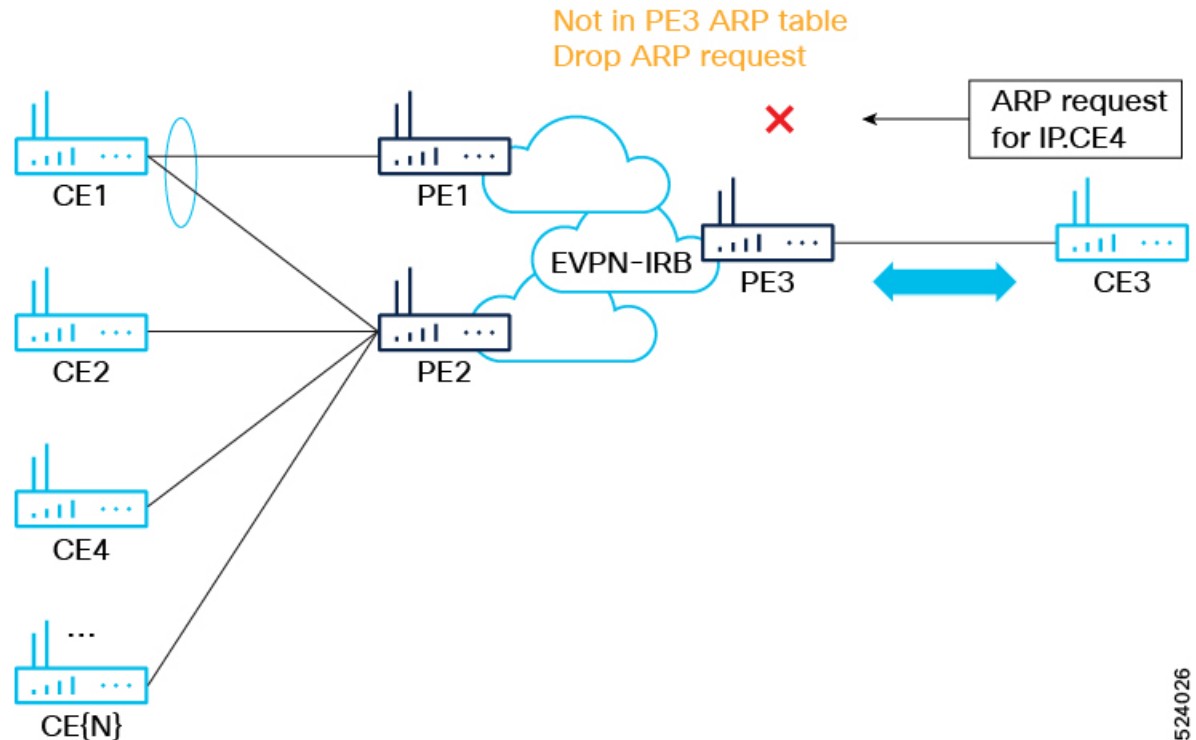 Not in PE3 ARP table
Drop ARP request
ARP request
for IP.CE4
CE1
PE1
EVPN-IRB
PE3
CE3
CE2
PE2
CE4
...
CE{N}
524026